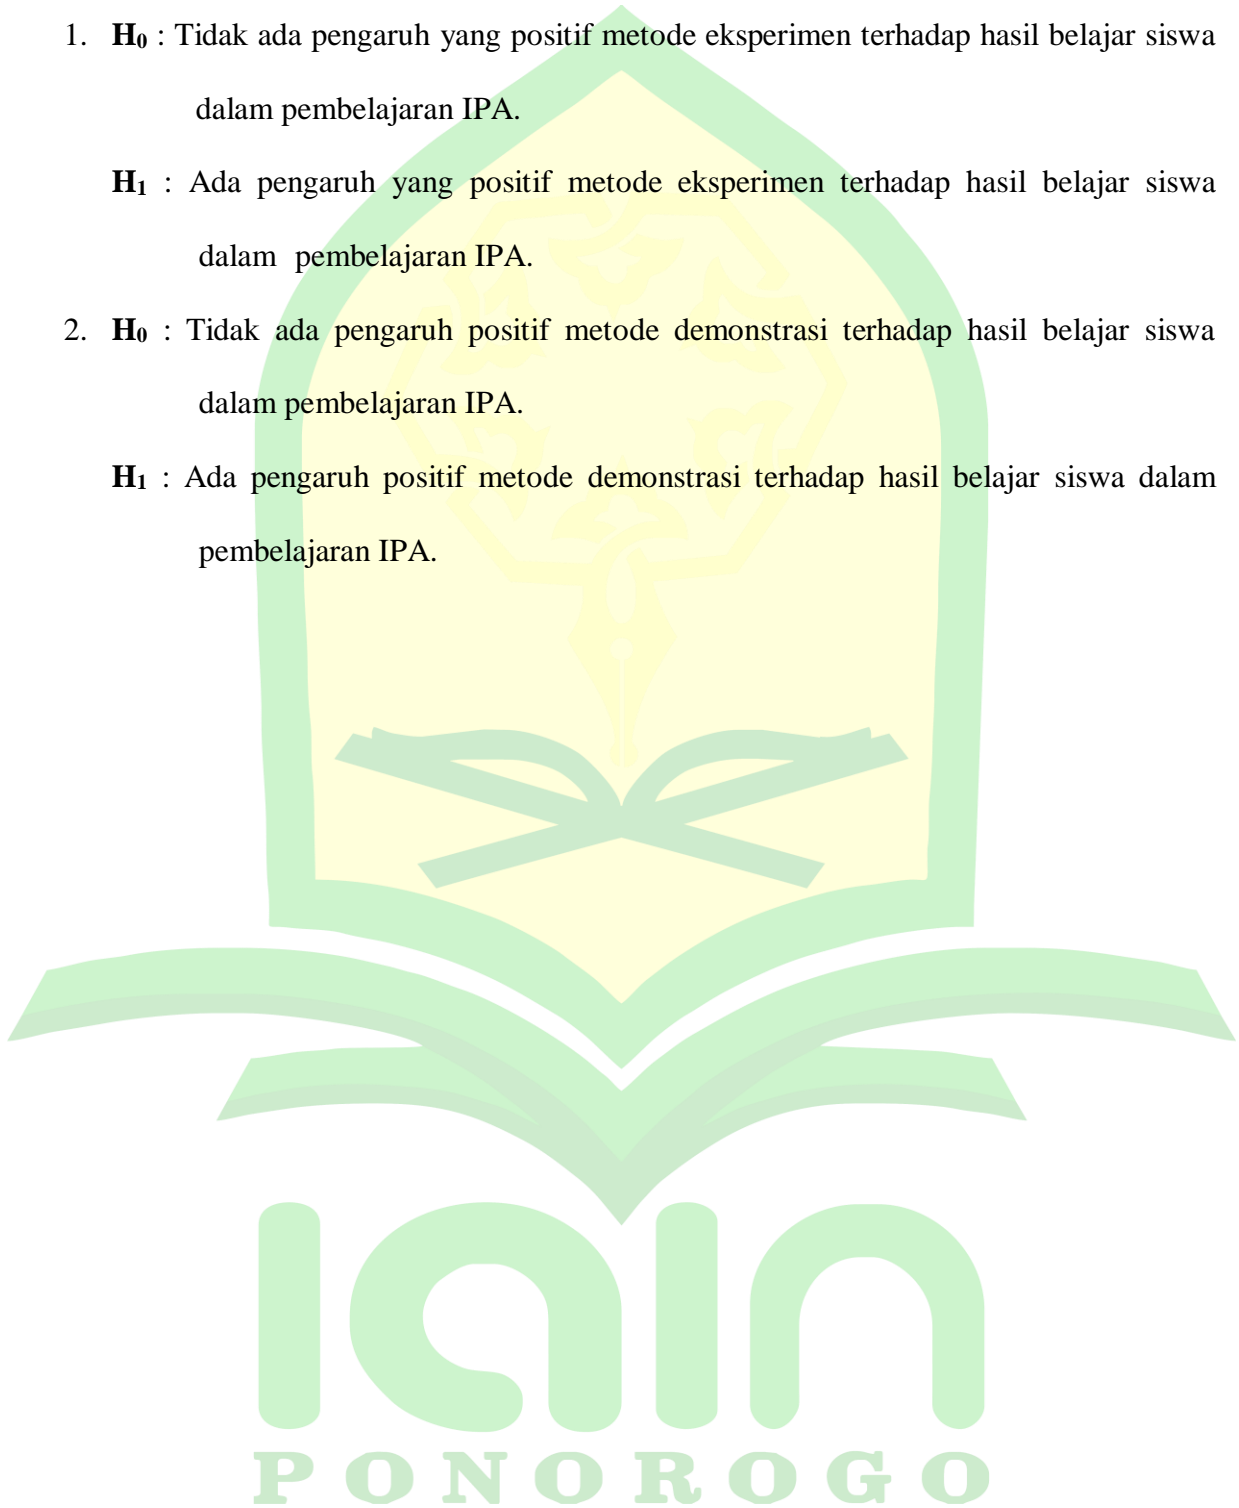 1. H₀ : Tidak ada pengaruh yang positif metode eksperimen terhadap hasil belajar siswa
dalam pembelajaran IPA.
H₁ : Ada pengaruh yang positif metode eksperimen terhadap hasil belajar siswa
dalam pembelajaran IPA.
2. H₀ : Tidak ada pengaruh positif metode demonstrasi terhadap hasil belajar siswa
dalam pembelajaran IPA.
H₁ : Ada pengaruh positif metode demonstrasi terhadap hasil belajar siswa dalam
pembelajaran IPA.
iain
PONOROGO